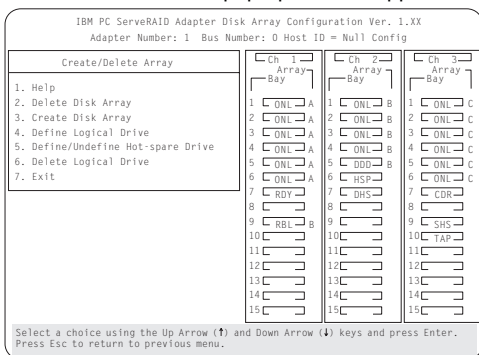 IBM PC ServeRAID Adapter Disk Array Configuration Ver. 1.XX
Adapter Number: 1 Bus Number: 0 Host ID = Null Config
Create/Delete Array
1. Help
2. Delete Disk Array
3. Create Disk Array
4. Define Logical Drive
5. Define/Undefine Hot-spare Drive
6. Delete Logical Drive
7. Exit
Ch 1
Array
Bay
1 ONL A
2 ONL A
3 ONL A
4 ONL A
5 ONL A
6 ONL A
7 RDY
8
9 RBL B
10
11
12
13
14
15
Ch 2
Array
Bay
1 ONL B
2 ONL B
3 ONL B
4 ONL B
5 DDD B
6 HSP
7 DHS
8
9
10
11
12
13
14
15
Ch 3
Array
Bay
1 ONL C
2 ONL C
3 ONL C
4 ONL C
5 ONL C
6 ONL C
7 CDR
8
9 SHS
10 TAP
11
12
13
14
15
Select a choice using the Up Arrow (↑) and Down Arrow (↓) keys and press Enter.
Press Esc to return to previous menu.